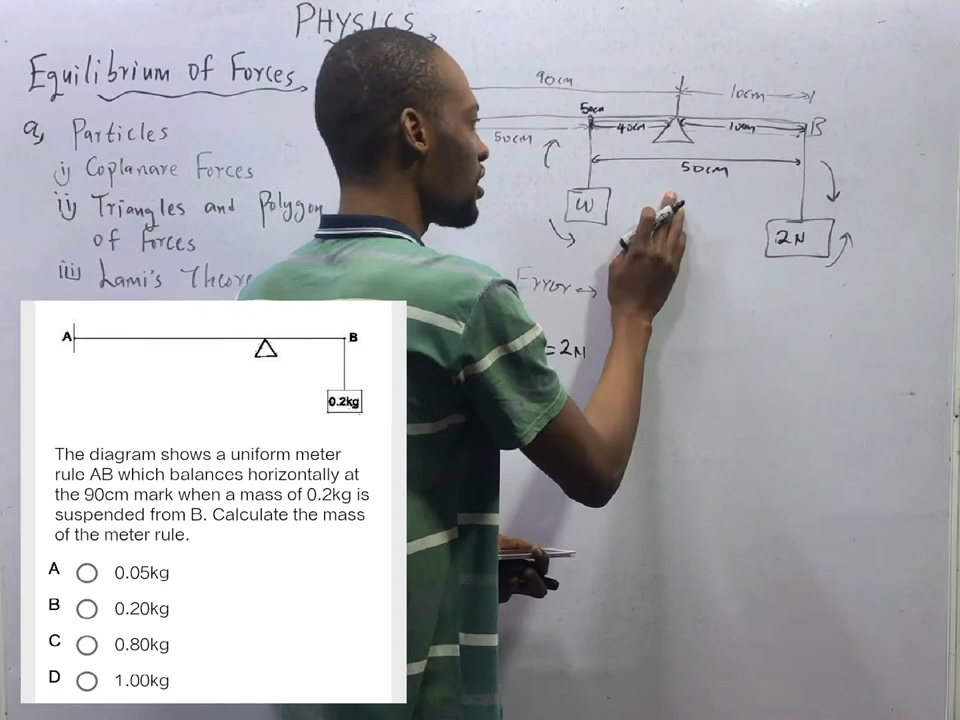 PHYSICS
Equilibrium of Forces
a, Particles
i) Coplanare Forces
ii) Triangles and Polygon
of forces
iii) Lami's Theore
90cm
10cm
50cm
50cm
40cm
10cm
B
50cm
W
2N
Error
= 2N
A
B
0.2kg
The diagram shows a uniform meter
rule AB which balances horizontally at
the 90cm mark when a mass of 0.2kg is
suspended from B. Calculate the mass
of the meter rule.
A 0.05kg
B 0.20kg
C 0.80kg
D 1.00kg